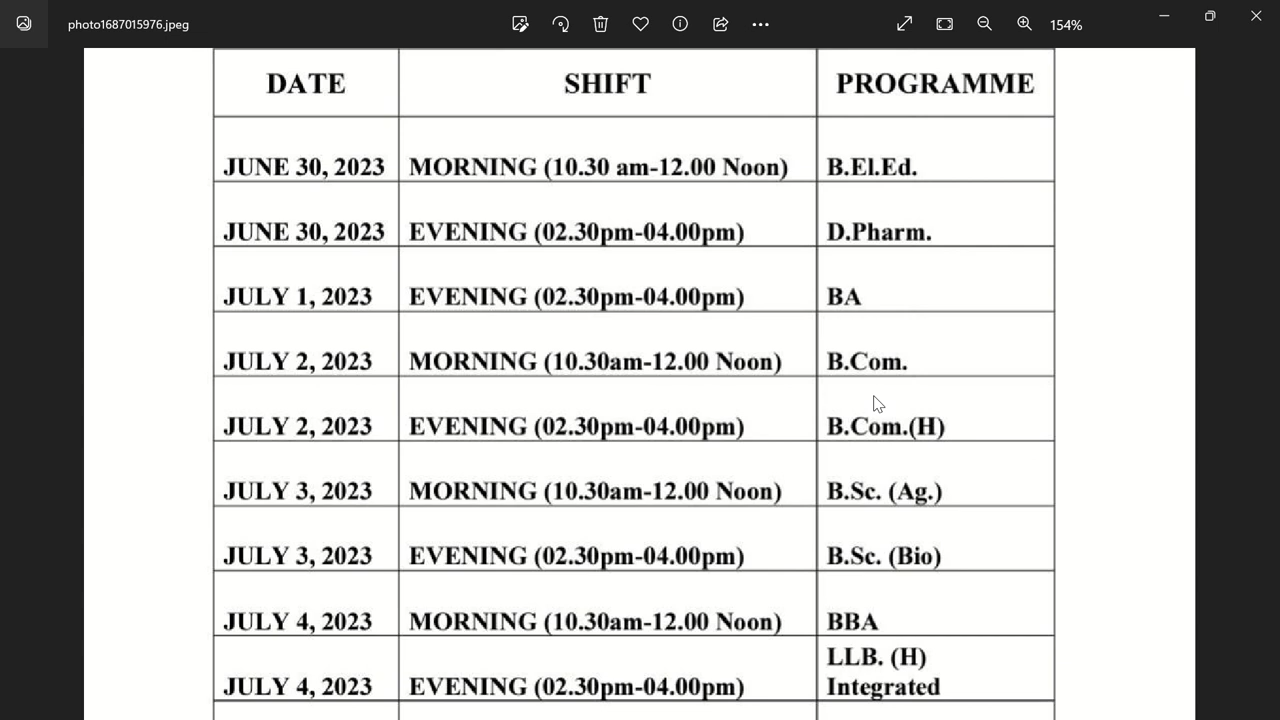 photo1687015976.jpeg
154%
DATE SHIFT PROGRAMME
JUNE 30, 2023 MORNING (10.30 am-12.00 Noon) B.El.Ed.
JUNE 30, 2023 EVENING (02.30pm-04.00pm) D.Pharm.
JULY 1, 2023 EVENING (02.30pm-04.00pm) BA
JULY 2, 2023 MORNING (10.30am-12.00 Noon) B.Com.
JULY 2, 2023 EVENING (02.30pm-04.00pm) B.Com.(H)
JULY 3, 2023 MORNING (10.30am-12.00 Noon) B.Sc. (Ag.)
JULY 3, 2023 EVENING (02.30pm-04.00pm) B.Sc. (Bio)
JULY 4, 2023 MORNING (10.30am-12.00 Noon) BBA
LLB. (H)
JULY 4, 2023 EVENING (02.30pm-04.00pm) Integrated